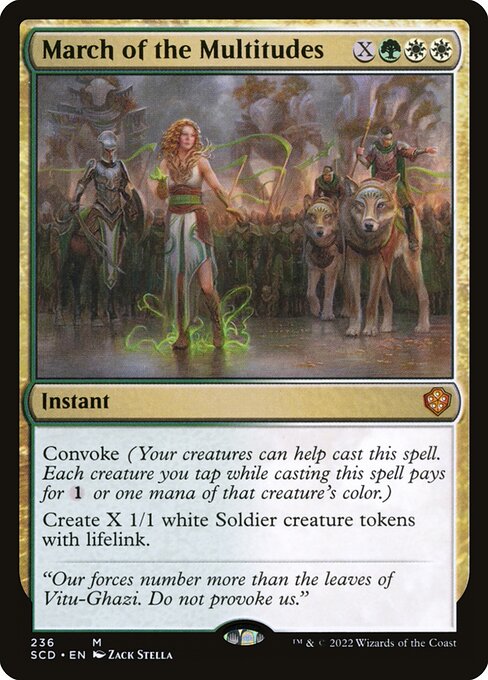 March of the Multitudes X
Instant
Convoke (Your creatures can help cast this spell.
Each creature you tap while casting this spell pays
for 1 or one mana of that creature's color.)
Create X 1/1 white Soldier creature tokens
with lifelink.
"Our forces number more than the leaves of
Vitu-Ghazi. Do not provoke us."
236 M
SCD • EN Zack Stella
™ & © 2022 Wizards of the Coast